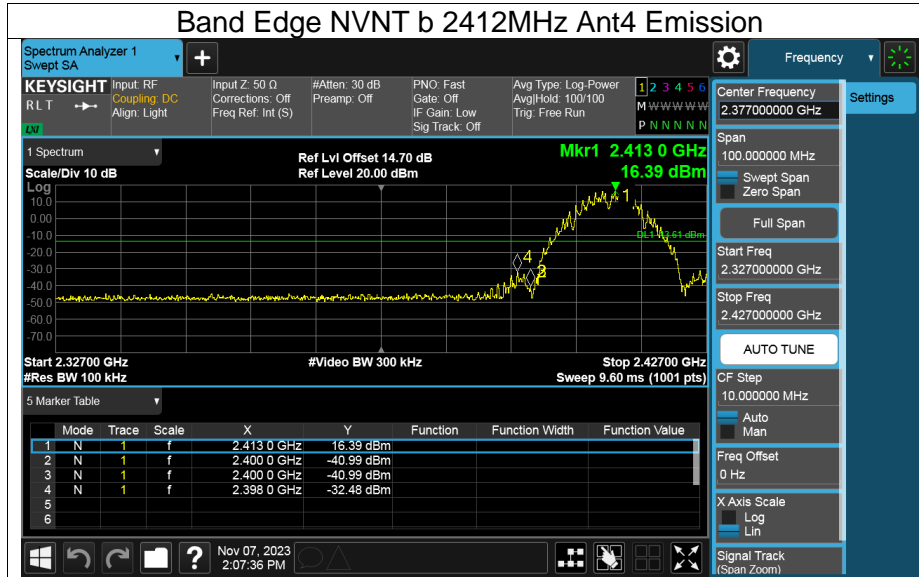 Band Edge NVNT b 2412MHz Ant4 Emission
Spectrum Analyzer 1
Swept SA
+
Frequency
KEYSIGHT
RLT
LXI
Input: RF
Coupling: DC
Align: Light
Input Z: 50 Ω
Corrections: Off
Freq Ref: Int (S)
#Atten: 30 dB
Preamp: Off
PNO: Fast
Gate: Off
IF Gain: Low
Sig Track: Off
Avg Type: Log-Power
Avg|Hold: 100/100
Trig: Free Run
1 2 3 4 5 6
M W W W W W
P N N N N N
1 Spectrum
Scale/Div 10 dB
Ref Lvl Offset 14.70 dB
Ref Level 20.00 dBm
Mkr1 2.413 0 GHz
16.39 dBm
Log
10.0
0.00
-10.0
-20.0
-30.0
-40.0
-50.0
-60.0
-70.0
1
4
Start 2.32700 GHz
#Res BW 100 kHz
#Video BW 300 kHz
Stop 2.42700 GHz
Sweep 9.60 ms (1001 pts)
5 Marker Table
Mode Trace Scale X Y Function Function Width Function Value
1 N 1 f 2.413 0 GHz 16.39 dBm
2 N 1 f 2.400 0 GHz -40.99 dBm
3 N 1 f 2.400 0 GHz -40.99 dBm
4 N 1 f 2.398 0 GHz -32.48 dBm
5
6
?
Nov 07, 2023
2:07:36 PM
Center Frequency
2.377000000 GHz
Span
100.000000 MHz
Swept Span
Zero Span
Full Span
Start Freq
2.327000000 GHz
Stop Freq
2.427000000 GHz
AUTO TUNE
CF Step
10.000000 MHz
Auto
Man
Freq Offset
0 Hz
X Axis Scale
Log
Lin
Signal Track
(Span Zoom)
Settings